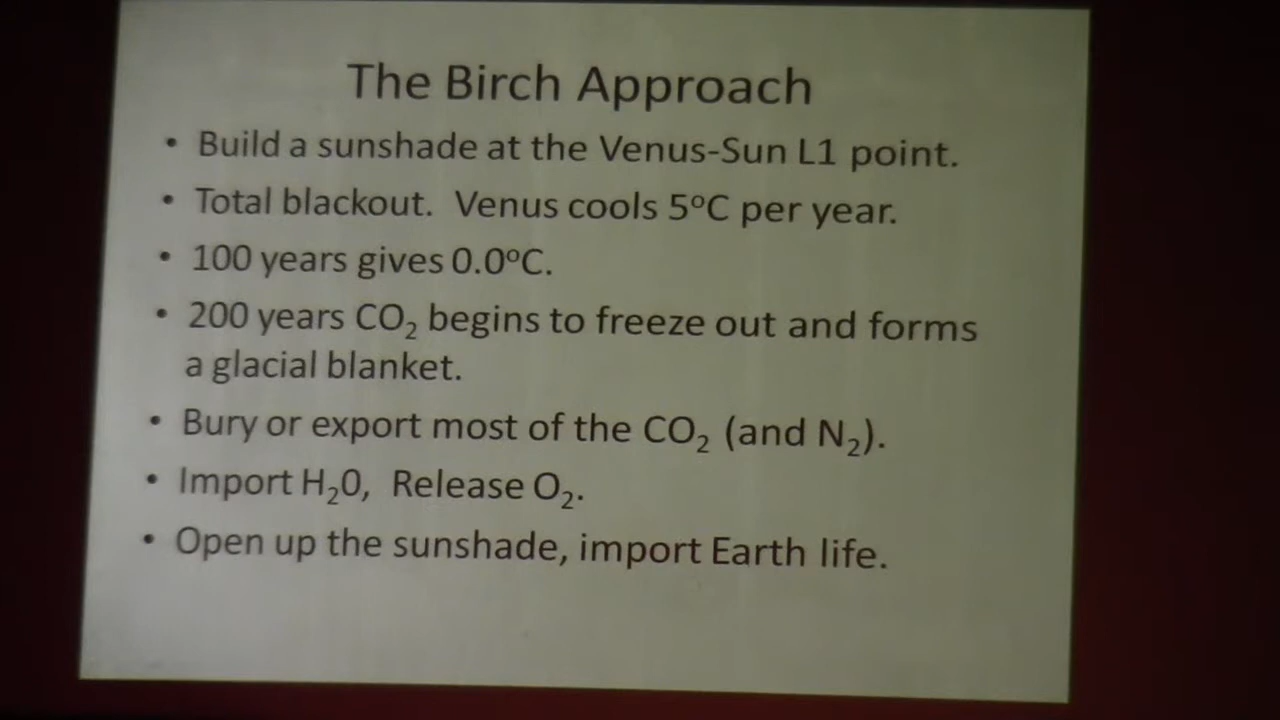 The Birch Approach
• Build a sunshade at the Venus-Sun L1 point.
• Total blackout.  Venus cools 5ºC per year.
• 100 years gives 0.0ºC.
• 200 years CO₂ begins to freeze out and forms
a glacial blanket.
• Bury or export most of the CO₂ (and N₂).
• Import H₂0,  Release O₂.
• Open up the sunshade, import Earth life.